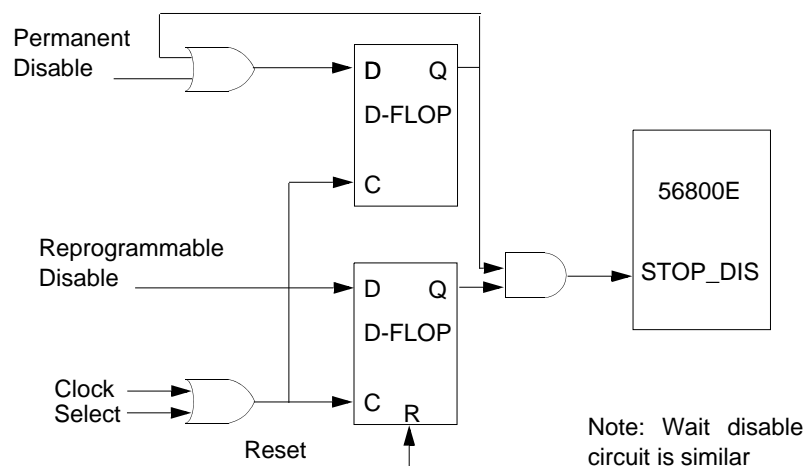 Permanent
Disable
D
Q
D-FLOP
C
56800E
STOP_DIS
Reprogrammable
Disable
D
Q
D-FLOP
C
R
Clock
Select
Reset
Note: Wait disable
circuit is similar